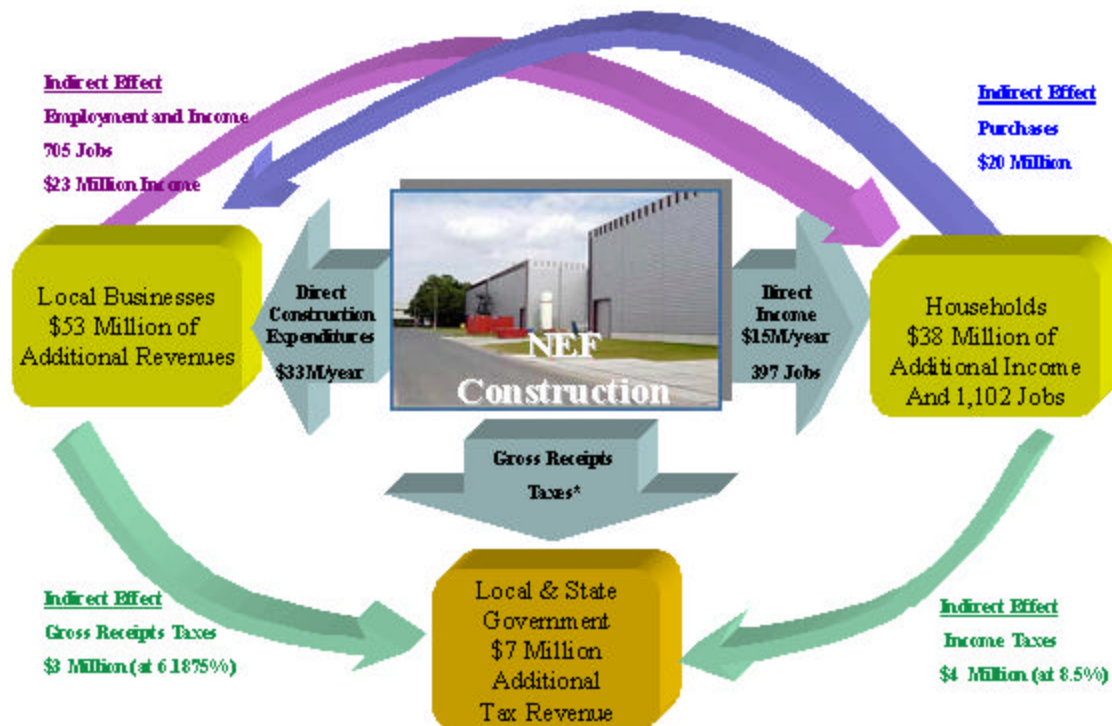 Indirect Effect
Employment and Income
705 Jobs
$23 Million Income
Indirect Effect
Purchases
$20 Million
Local Businesses
$53 Million of
Additional Revenues
Direct
Construction
Expenditures
$33M/year
NEF
Construction
Direct
Income
$15M/year
397 Jobs
Households
$38 Million of
Additional Income
And 1,102 Jobs
Gross Receipts
Taxes*
Indirect Effect
Gross Receipts Taxes
$3 Million (at 6.1875%)
Local & State
Government
$7 Million
Additional
Tax Revenue
Indirect Effect
Income Taxes
$4 Million (at 8.5%)